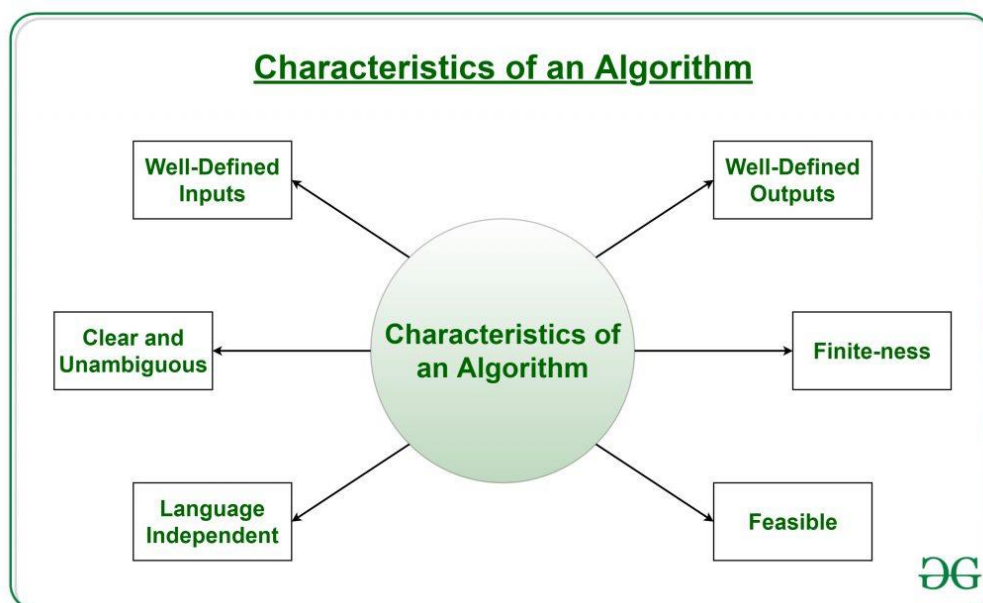 Characteristics of an Algorithm
Well-Defined
Inputs
Well-Defined
Outputs
Clear and
Unambiguous
Characteristics of
an Algorithm
Finite-ness
Language
Independent
Feasible